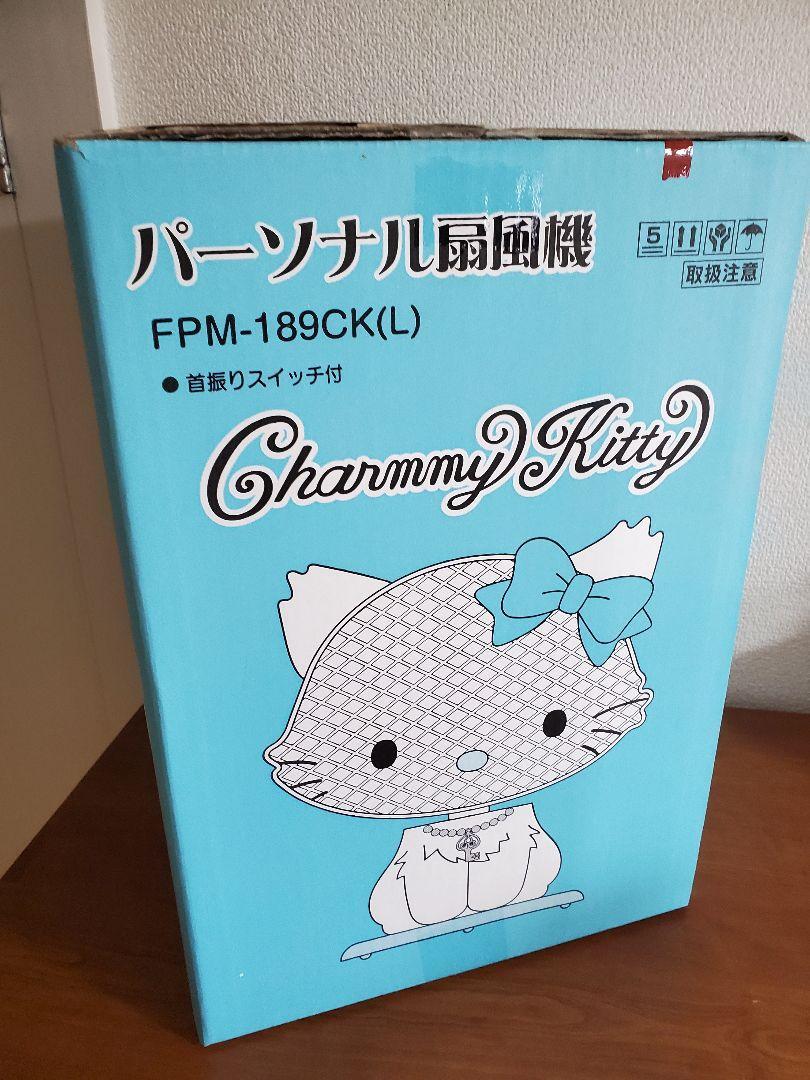 パーソナル扇風機
5
取扱注意
FPM-189CK(L)
● 首振りスイッチ付
Charmmy Kitty